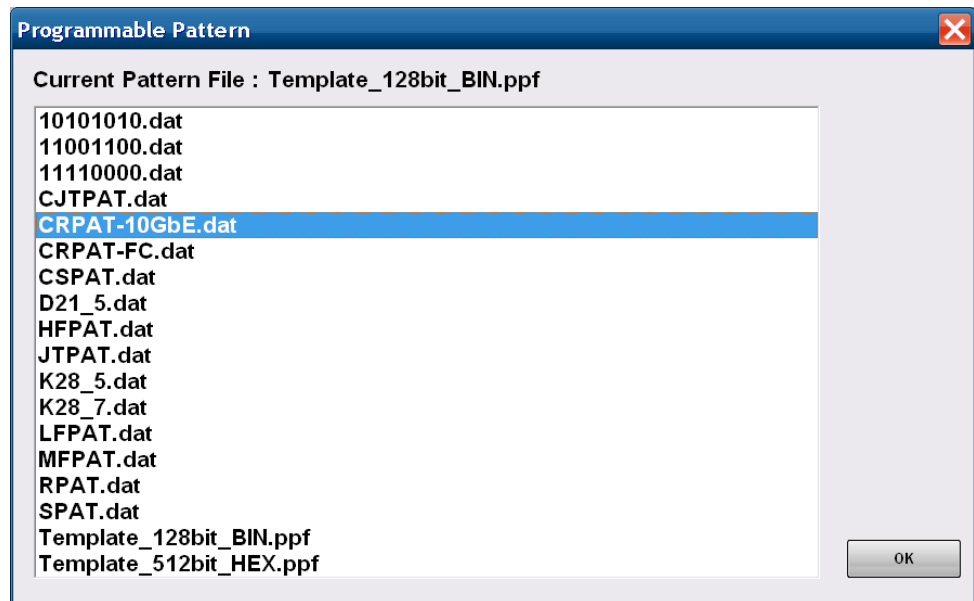 Programmable Pattern
Current Pattern File : Template_128bit_BIN.ppf
10101010.dat
11001100.dat
11110000.dat
CJTPAT.dat
CRPAT-10GbE.dat
CRPAT-FC.dat
CSPAT.dat
D21_5.dat
HFPAT.dat
JTPAT.dat
K28_5.dat
K28_7.dat
LFPAT.dat
MFPAT.dat
RPAT.dat
SPAT.dat
Template_128bit_BIN.ppf
Template_512bit_HEX.ppf
OK